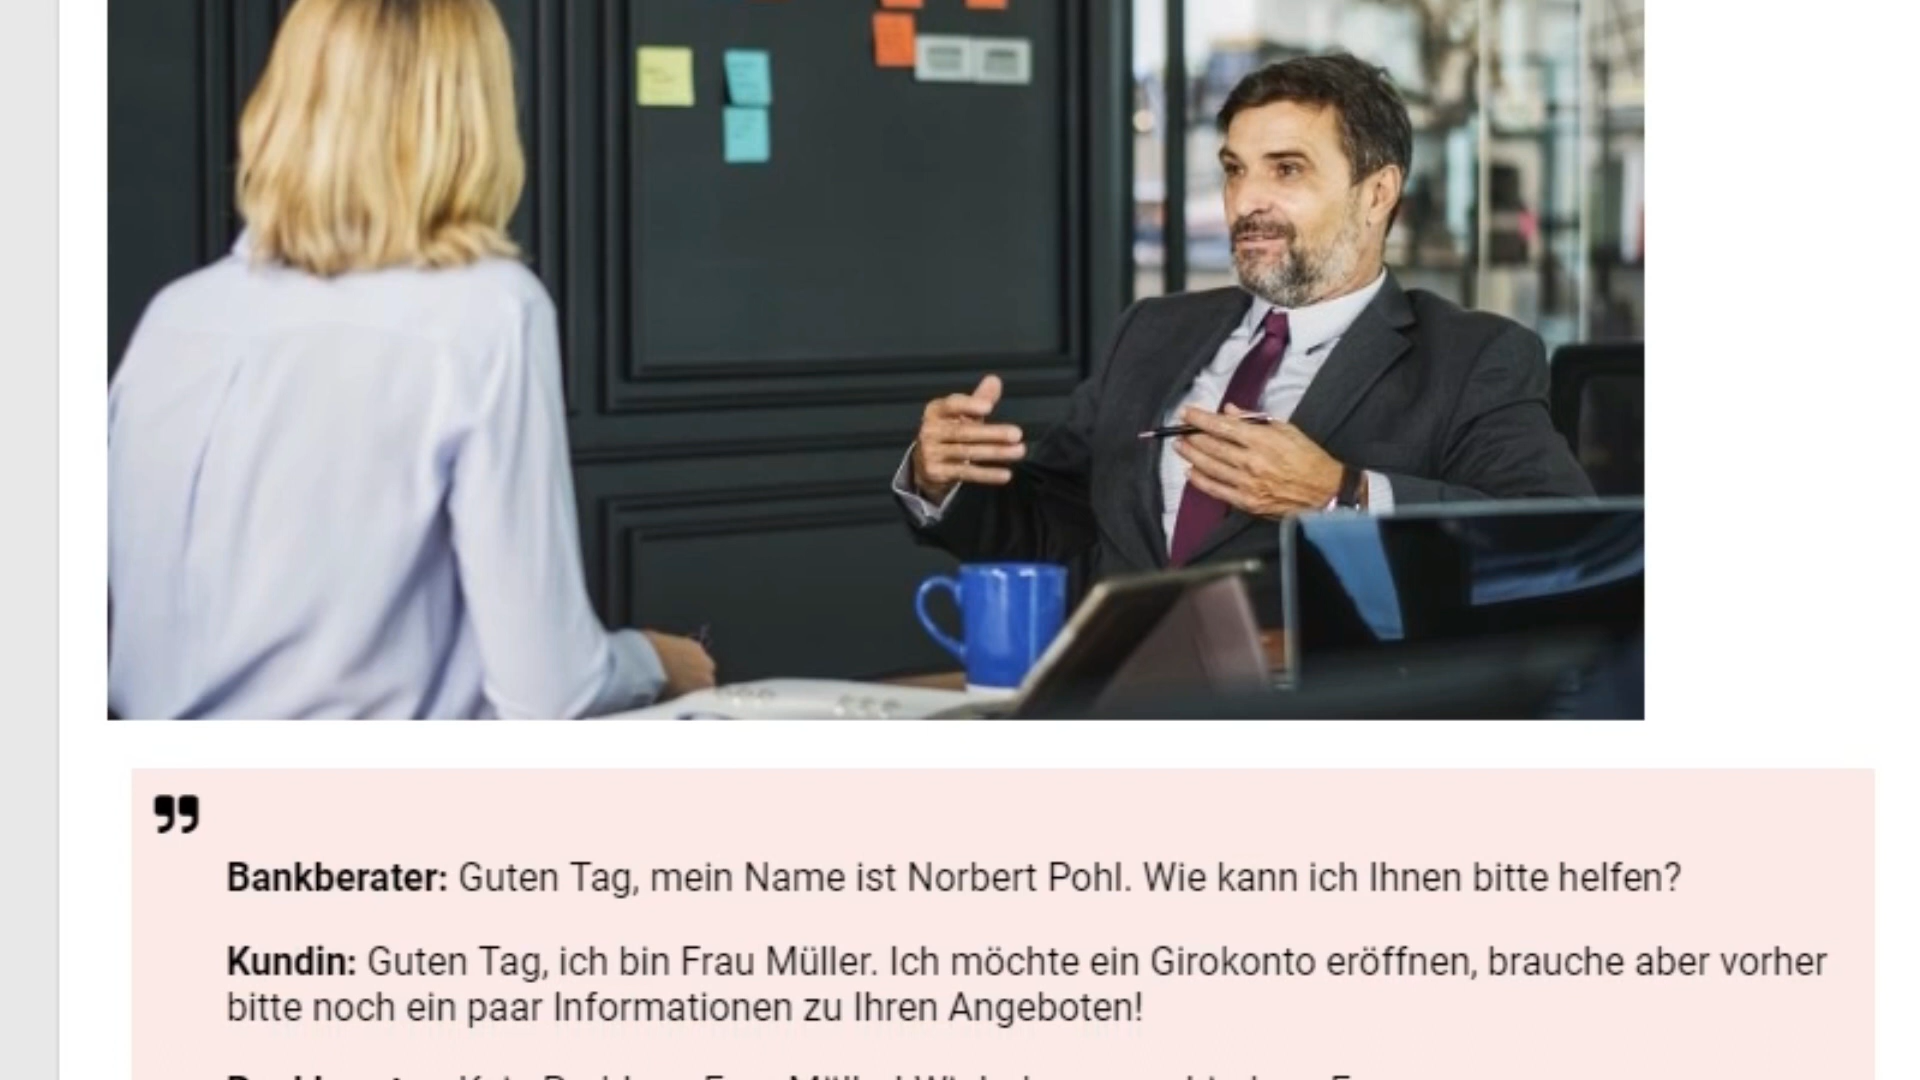 Bankberater: Guten Tag, mein Name ist Norbert Pohl. Wie kann ich Ihnen bitte helfen?
Kundin: Guten Tag, ich bin Frau Müller. Ich möchte ein Girokonto eröffnen, brauche aber vorher
bitte noch ein paar Informationen zu Ihren Angeboten!